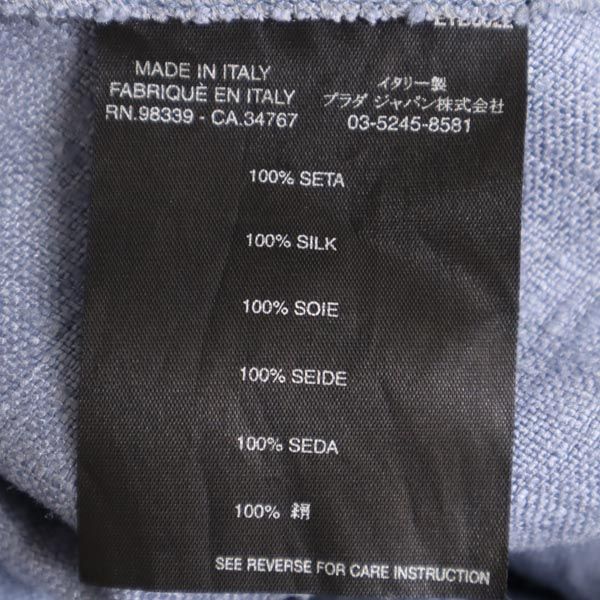 MADE IN ITALY
FABRIQUÉ EN ITALY
RN.98339 - CA.34767
イタリー製
プラダ ジャパン株式会社
03-5245-8581
100% SETA
100% SILK
100% SOIE
100% SEIDE
100% SEDA
100% 絹
SEE REVERSE FOR CARE INSTRUCTION